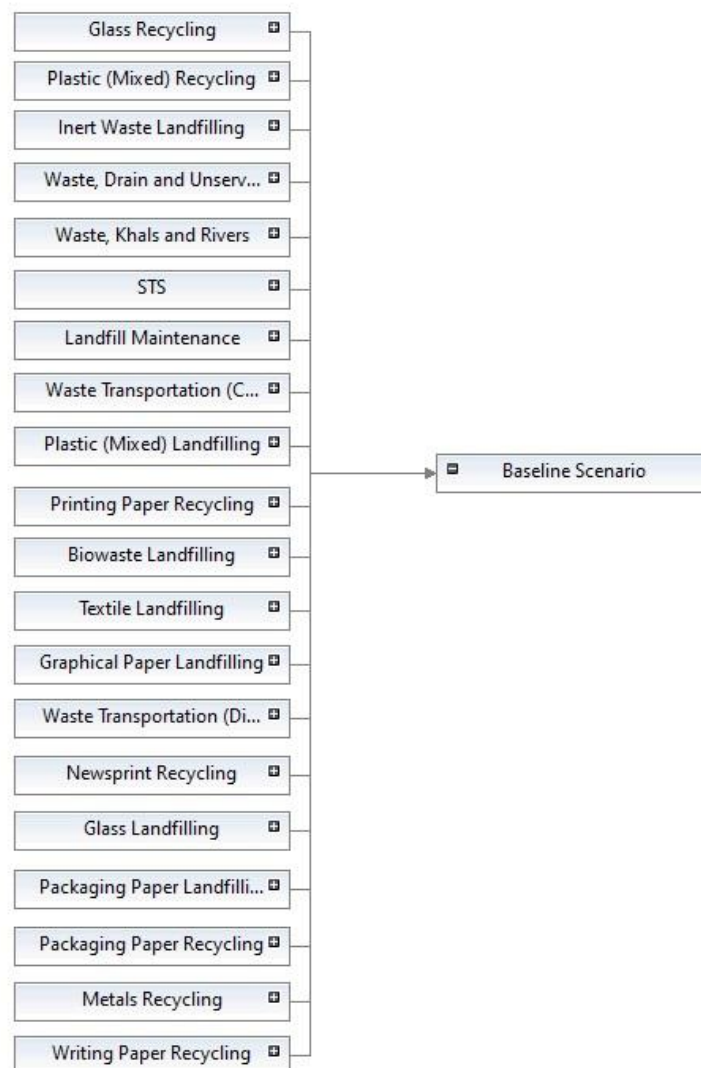 Glass Recycling
Plastic (Mixed) Recycling
Inert Waste Landfilling
Waste, Drain and Unserv...
Waste, Khals and Rivers
STS
Landfill Maintenance
Waste Transportation (C...
Plastic (Mixed) Landfilling
Baseline Scenario
Printing Paper Recycling
Biowaste Landfilling
Textile Landfilling
Graphical Paper Landfilling
Waste Transportation (Di...
Newsprint Recycling
Glass Landfilling
Packaging Paper Landfilli...
Packaging Paper Recycling
Metals Recycling
Writing Paper Recycling